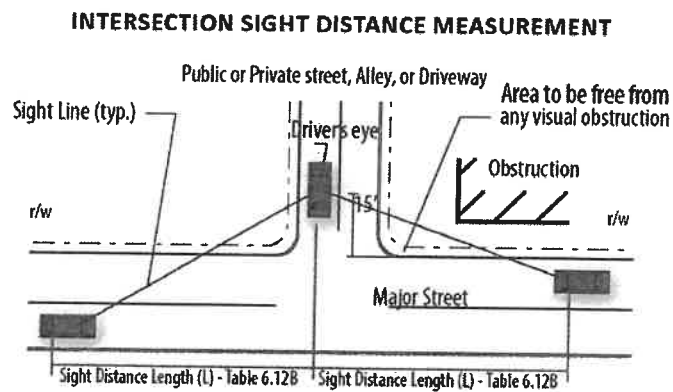 INTERSECTION SIGHT DISTANCE MEASUREMENT
Public or Private street, Alley, or Driveway
Sight Line (typ.)
Area to be free from
any visual obstruction
Drivers eye
Obstruction
r/w
15'
r/w
Major Street
Sight Distance Length (L) - Table 6.12B
Sight Distance Length (L) - Table 6.12B